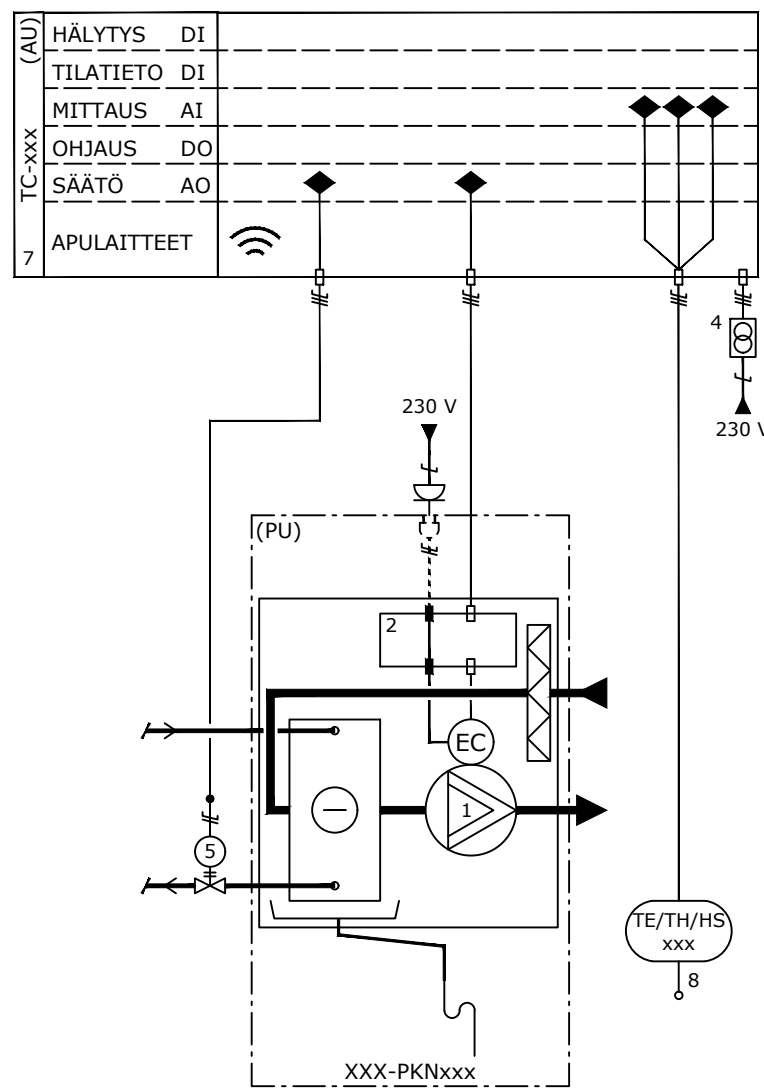 (AU)
TC-xxx
7
HÄLYTYS DI
TILATIETO DI
MITTAUS AI
OHJAUS DO
SÄÄTÖ AO
APULAITTEET
4
230 V
230 V
(PU)
2
EC
1
5
TE/TH/HS
xxx
8
XXX-PKNxxx